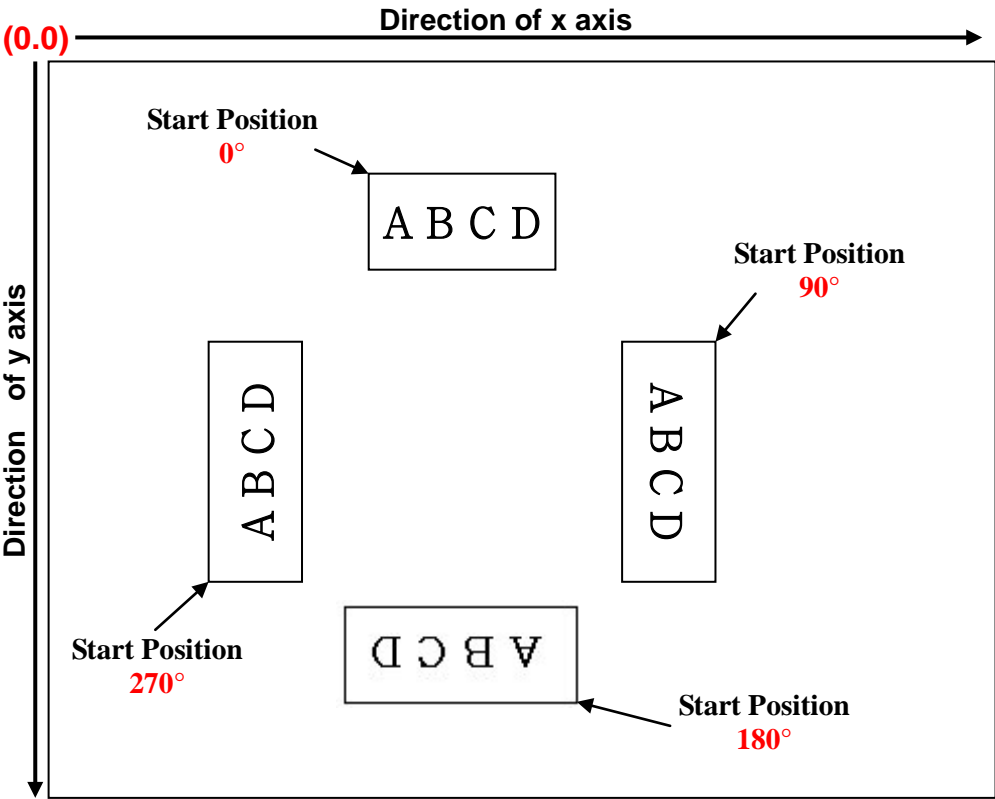 Direction of x axis
(0.0)
Start Position
0°
A B C D
Start Position
90°
Direction of y axis
A B C D
A B C D
Start Position
270°
A B C D
Start Position
180°